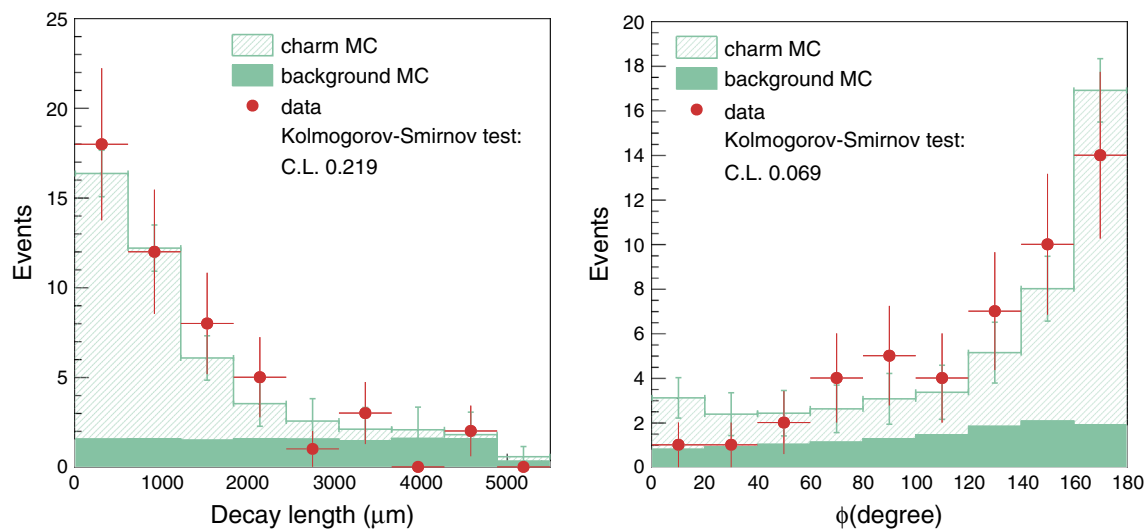 25
20
15
10
5
0
Events
charm MC
background MC
data
Kolmogorov-Smirnov test:
C.L. 0.219
0 1000 2000 3000 4000 5000
Decay length (μm)
20
18
16
14
12
10
8
6
4
2
0
Events
charm MC
background MC
data
Kolmogorov-Smirnov test:
C.L. 0.069
0 20 40 60 80 100 120 140 160 180
ϕ(degree)